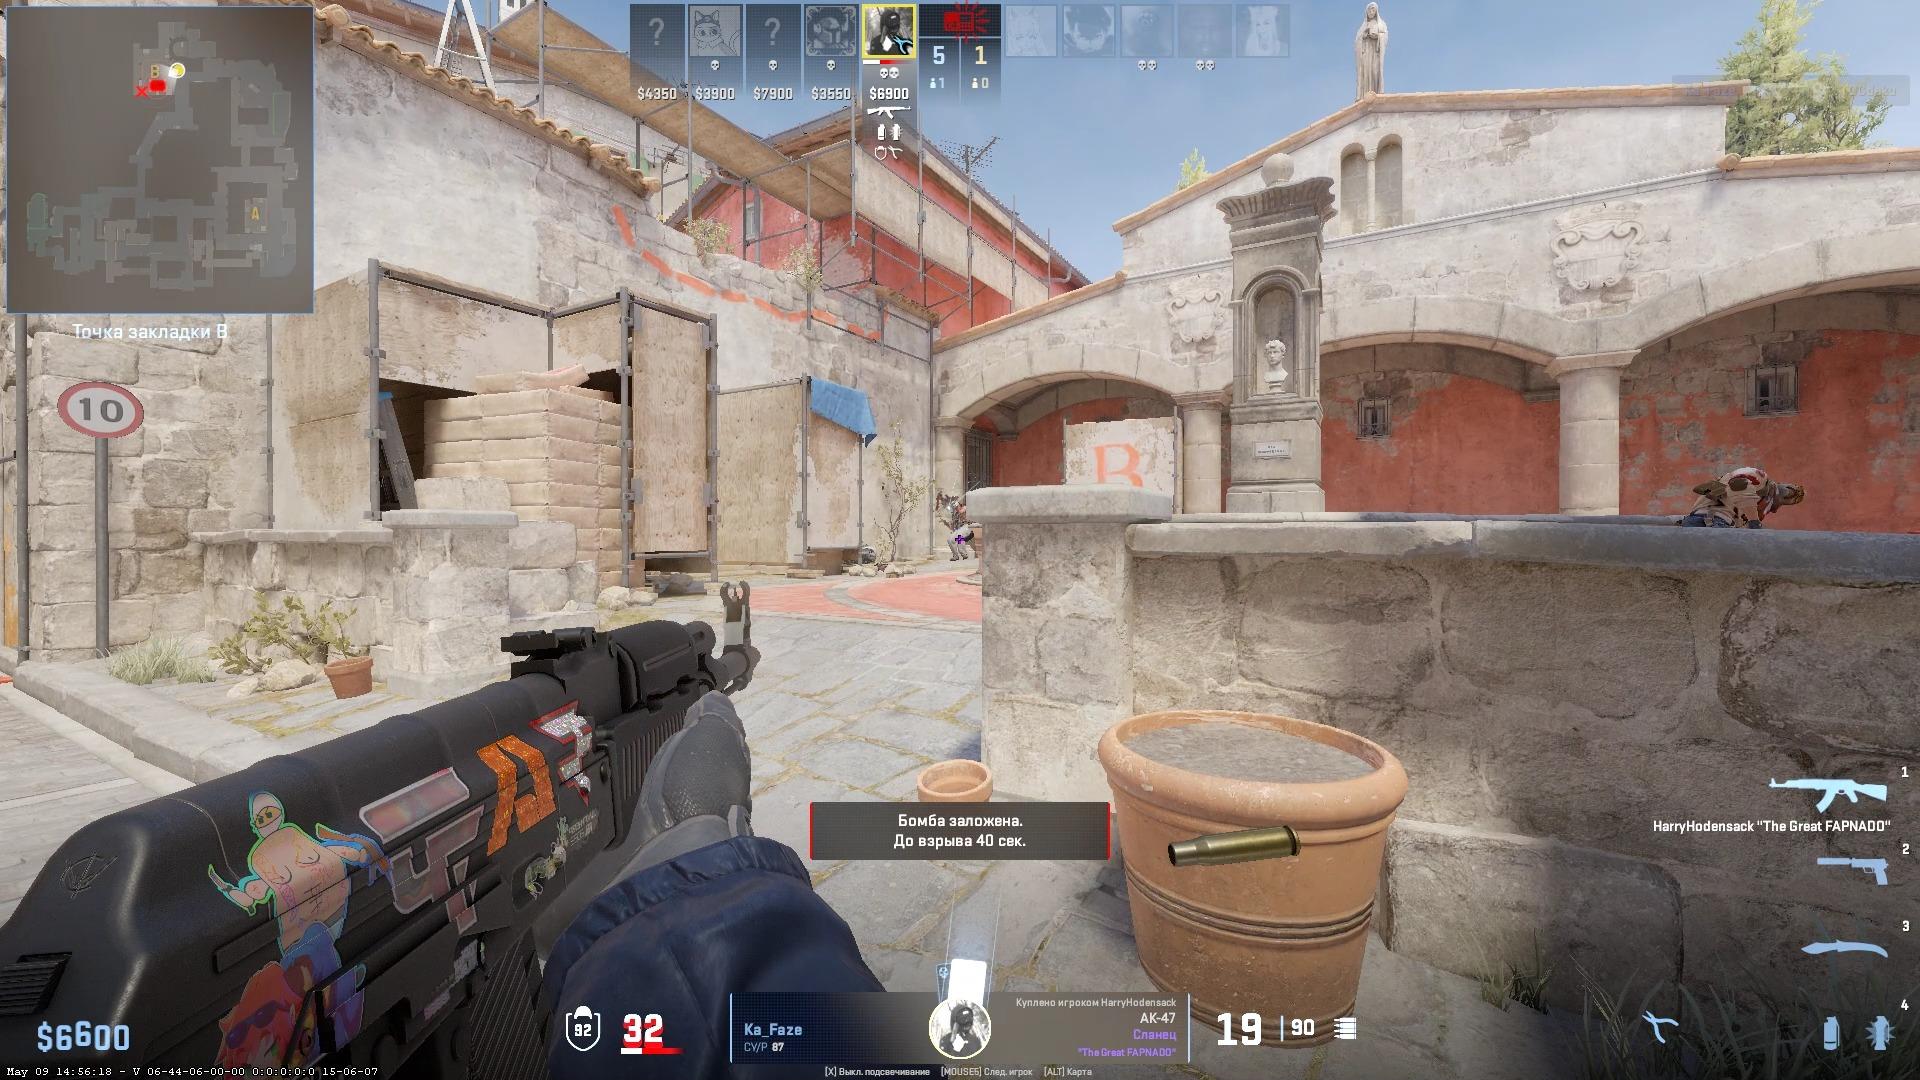 ?
?
$4350
$3900
$7900
$3550
$6900
5
1
1
0
B
A
Точка закладки B
10
B
Бомба заложена.
До взрыва 40 сек.
1
HarryHodensack "The Great FAPNADO"
2
3
4
$6600
92
32
Ka_Faze
СУ/Р 87
Куплено игроком HarryHodensack
AK-47
Сланец
"The Great FAPNADO"
19
90
[X] Выкл. подсвечивание [MOUSE5] След. игрок [ALT] Карта
May 09 14:56:18 - V 06-44-06-00-00 0:0:0:0:0 15-06-07